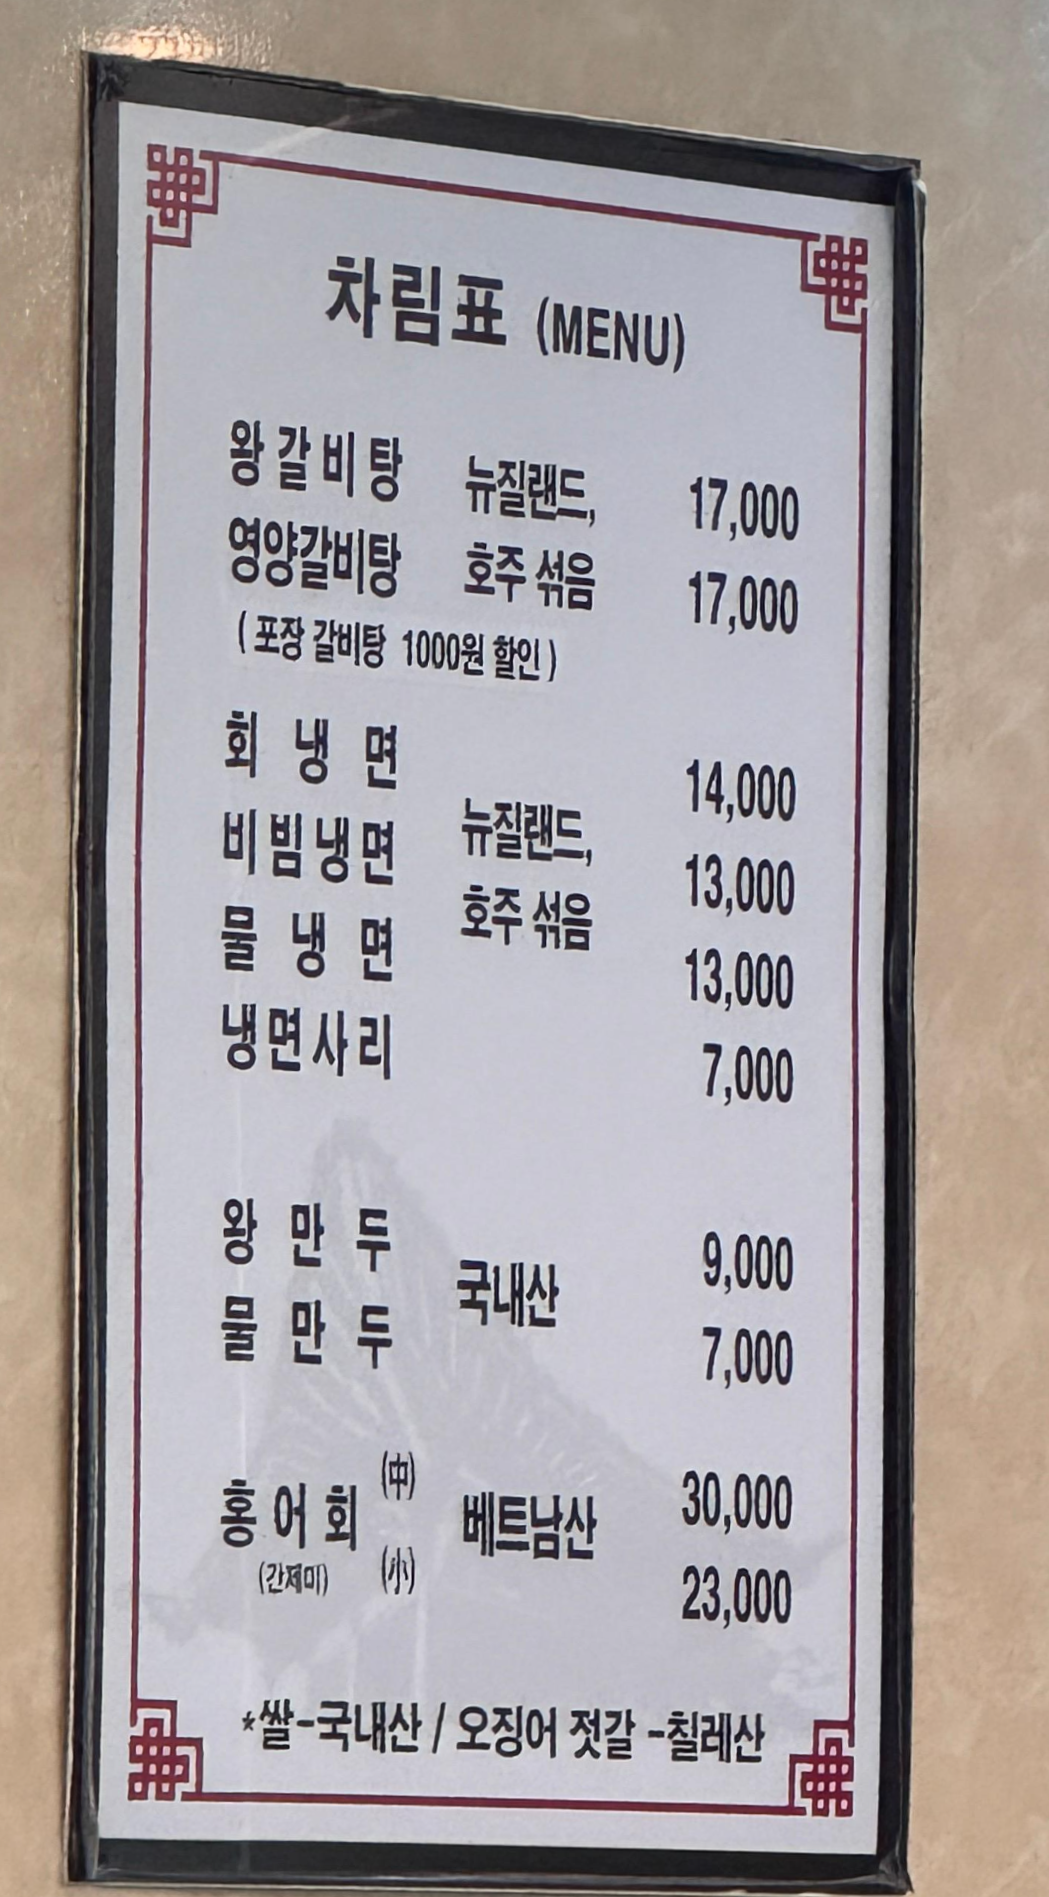 차림표 (MENU)
왕갈비탕 뉴질랜드, 17,000
영양갈비탕 호주 섞음 17,000
( 포장 갈비탕 1000원 할인 )
회냉면 14,000
뉴질랜드,
비빔냉면 13,000
호주 섞음
물냉면 13,000
냉면사리 7,000
왕만두 9,000
국내산
물만두 7,000
(中) 30,000
홍어회 베트남산
(간제미) (小) 23,000
*쌀-국내산 / 오징어 젓갈 -칠레산